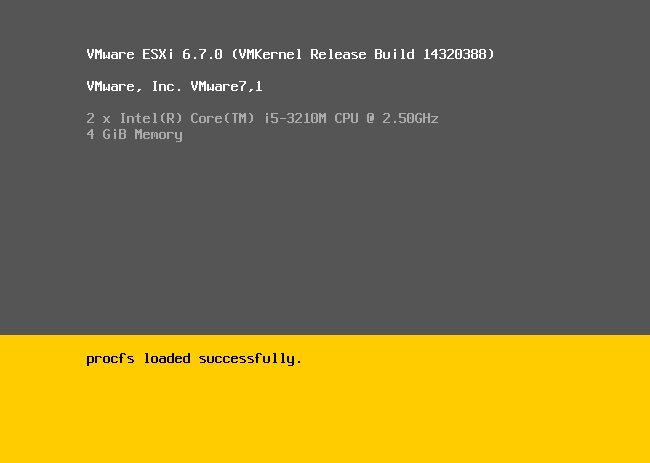 VMware ESXi 6.7.0 (VMKernel Release Build 14320388)
VMware, Inc. VMware7,1
2 x Intel(R) Core(TM) i5-3210M CPU @ 2.50GHz
4 GiB Memory
procfs loaded successfully.